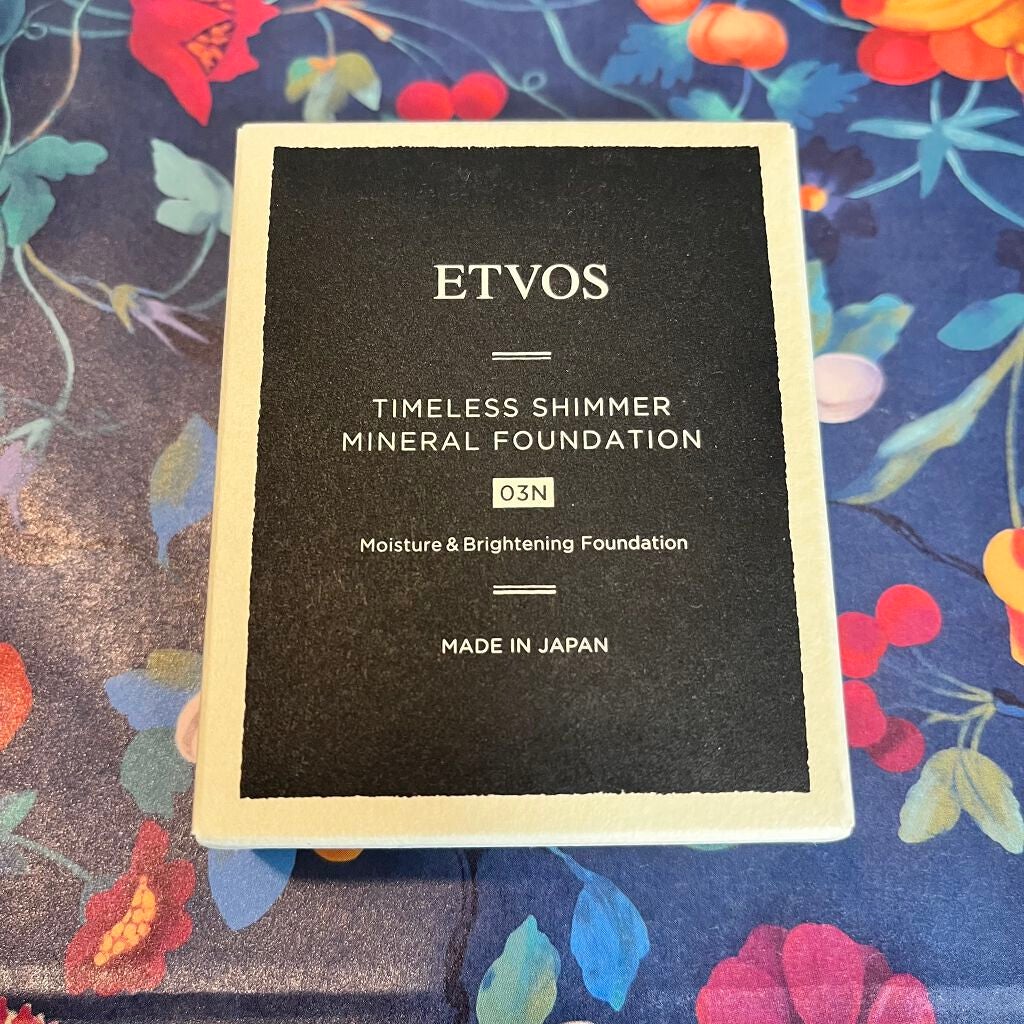 ETVOS
TIMELESS SHIMMER
MINERAL FOUNDATION
03N
Moisture & Brightening Foundation
MADE IN JAPAN